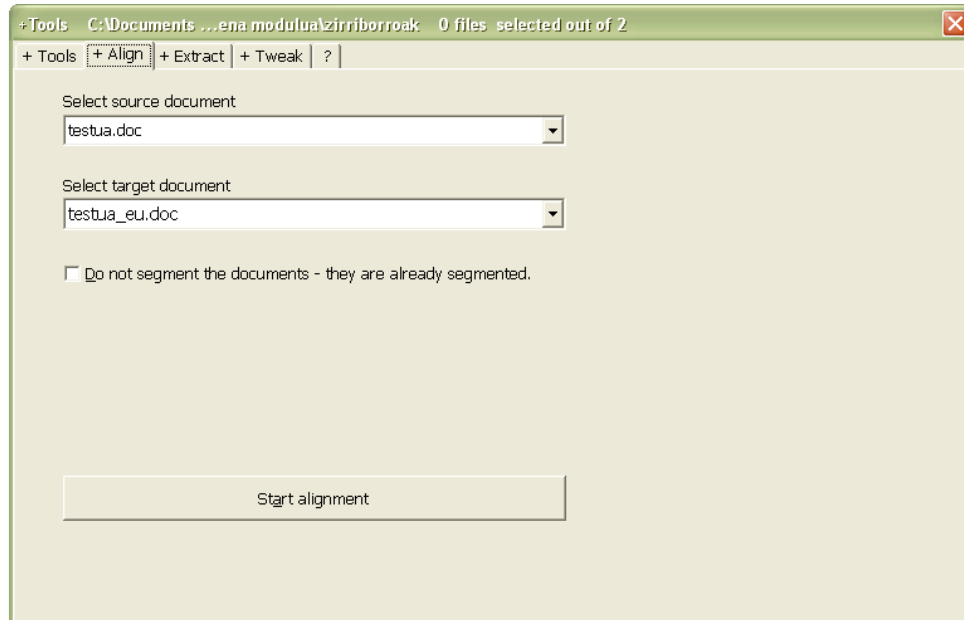 +Tools C:\Documents ...ena modulua\zirriborroak 0 files selected out of 2
+ Tools + Align + Extract + Tweak ?
Select source document
testua.doc
Select target document
testua_eu.doc
Do not segment the documents - they are already segmented.
Start alignment